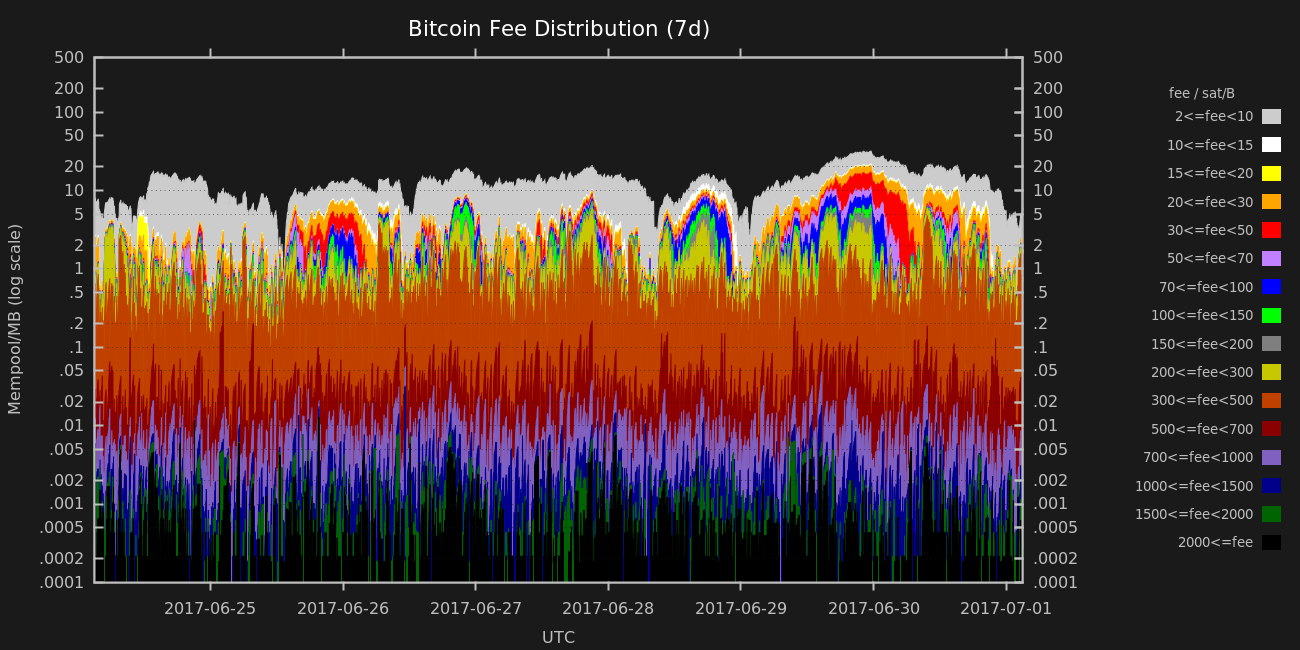 Bitcoin Fee Distribution (7d)
500
200
100
50
20
10
5
2
1
.5
.2
.1
.05
.02
.01
.005
.002
.001
.0005
.0002
.0001
Mempool/MB (log scale)
500
200
100
50
20
10
5
2
1
.5
.2
.1
.05
.02
.01
.005
.002
.001
.0005
.0002
.0001
2017-06-25 2017-06-26 2017-06-27 2017-06-28 2017-06-29 2017-06-30 2017-07-01
UTC
fee / sat/B
2<=fee<10
10<=fee<15
15<=fee<20
20<=fee<30
30<=fee<50
50<=fee<70
70<=fee<100
100<=fee<150
150<=fee<200
200<=fee<300
300<=fee<500
500<=fee<700
700<=fee<1000
1000<=fee<1500
1500<=fee<2000
2000<=fee